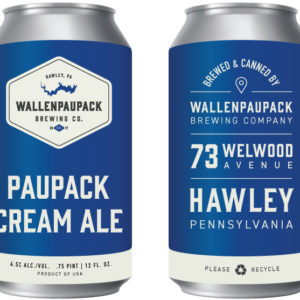 HAWLEY, PA
WALLENPAUPACK
BREWING CO.
PAUPACK
CREAM ALE
4.5% ALC./VOL. .75 PINT | 12 FL. OZ.
PRODUCT OF USA
BREWED & CANNED BY
WALLENPAUPACK
BREWING COMPANY
73 WELWOOD
AVENUE
HAWLEY
PENNSYLVANIA
PLEASE RECYCLE